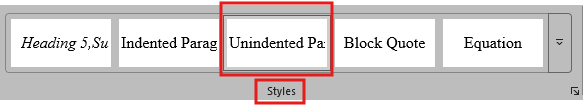 Heading 5,Su Indented Parag Unindented Pa Block Quote Equation
Styles